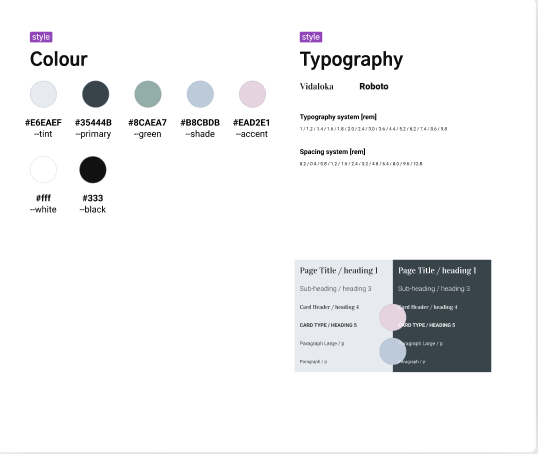 style
Colour
#E6EAEF
--tint
#35444B
--primary
#8CAEA7
--green
#B8CBDB
--shade
#EAD2E1
--accent
#fff
--white
#333
--black
style
Typography
Vidaloka
Roboto
Typography system [rem]
1 / 1.2 / 1.4 / 1.6 / 1.8 / 2.0 / 2.4 / 3.0 / 3.6 / 4.4 / 5.2 / 6.2 / 7.4 / 8.6 / 9.8
Spacing system [rem]
0.2 / 0.4 / 0.8 / 1.2 / 1.6 / 2.4 / 3.2 / 4.8 / 6.4 / 8.0 / 9.6 / 12.8
Page Title / heading 1
Sub-heading / heading 3
Card Header / heading 4
CARD TYPE / HEADING 5
Paragraph Large / p
Paragraph / p
Page Title / heading 1
Sub-heading / heading 3
Card Header / heading 4
CARD TYPE / HEADING 5
Paragraph Large / p
Paragraph / p